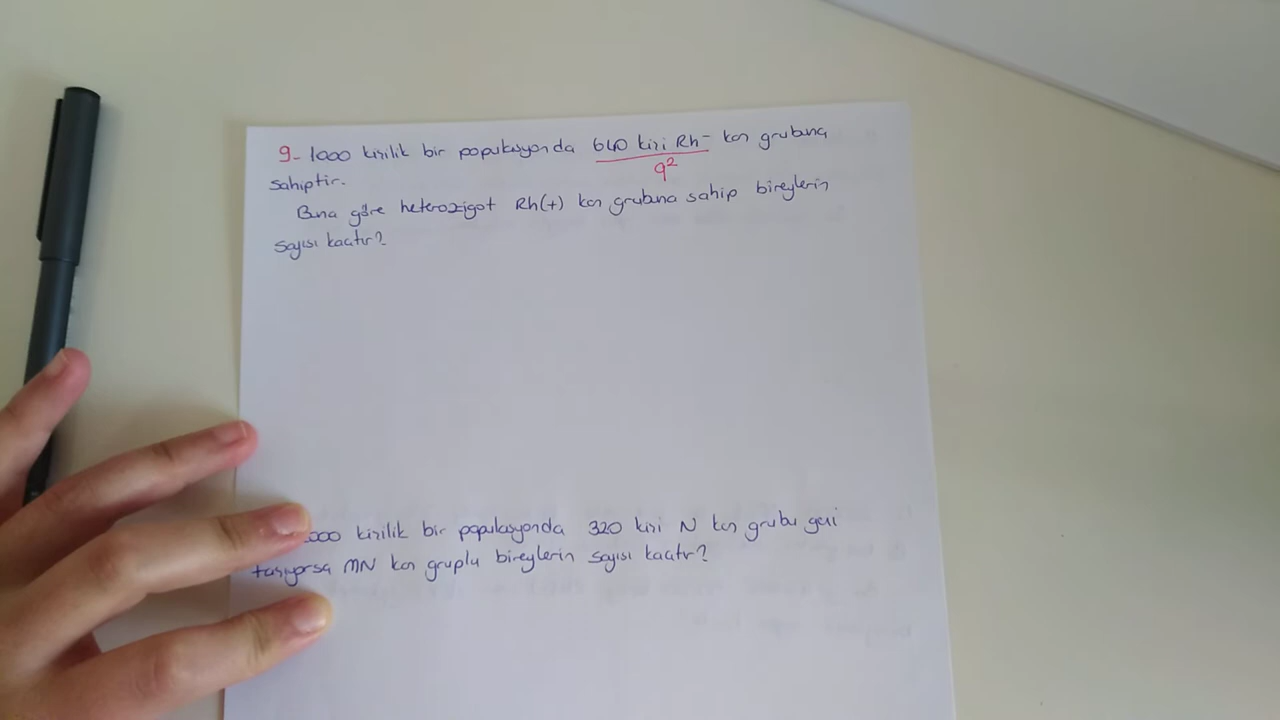 9- 1000 kişilik bir populasyonda 640 kişi Rh⁻ kan grubuna
q²
sahiptir.
Buna göre heterozigot Rh(+) kan grubuna sahip bireylerin
sayısı kaçtır?
000 kişilik bir populasyonda 320 kişi N kan grubu geni
taşıyorsa MN kan gruplu bireylerin sayısı kaçtır?